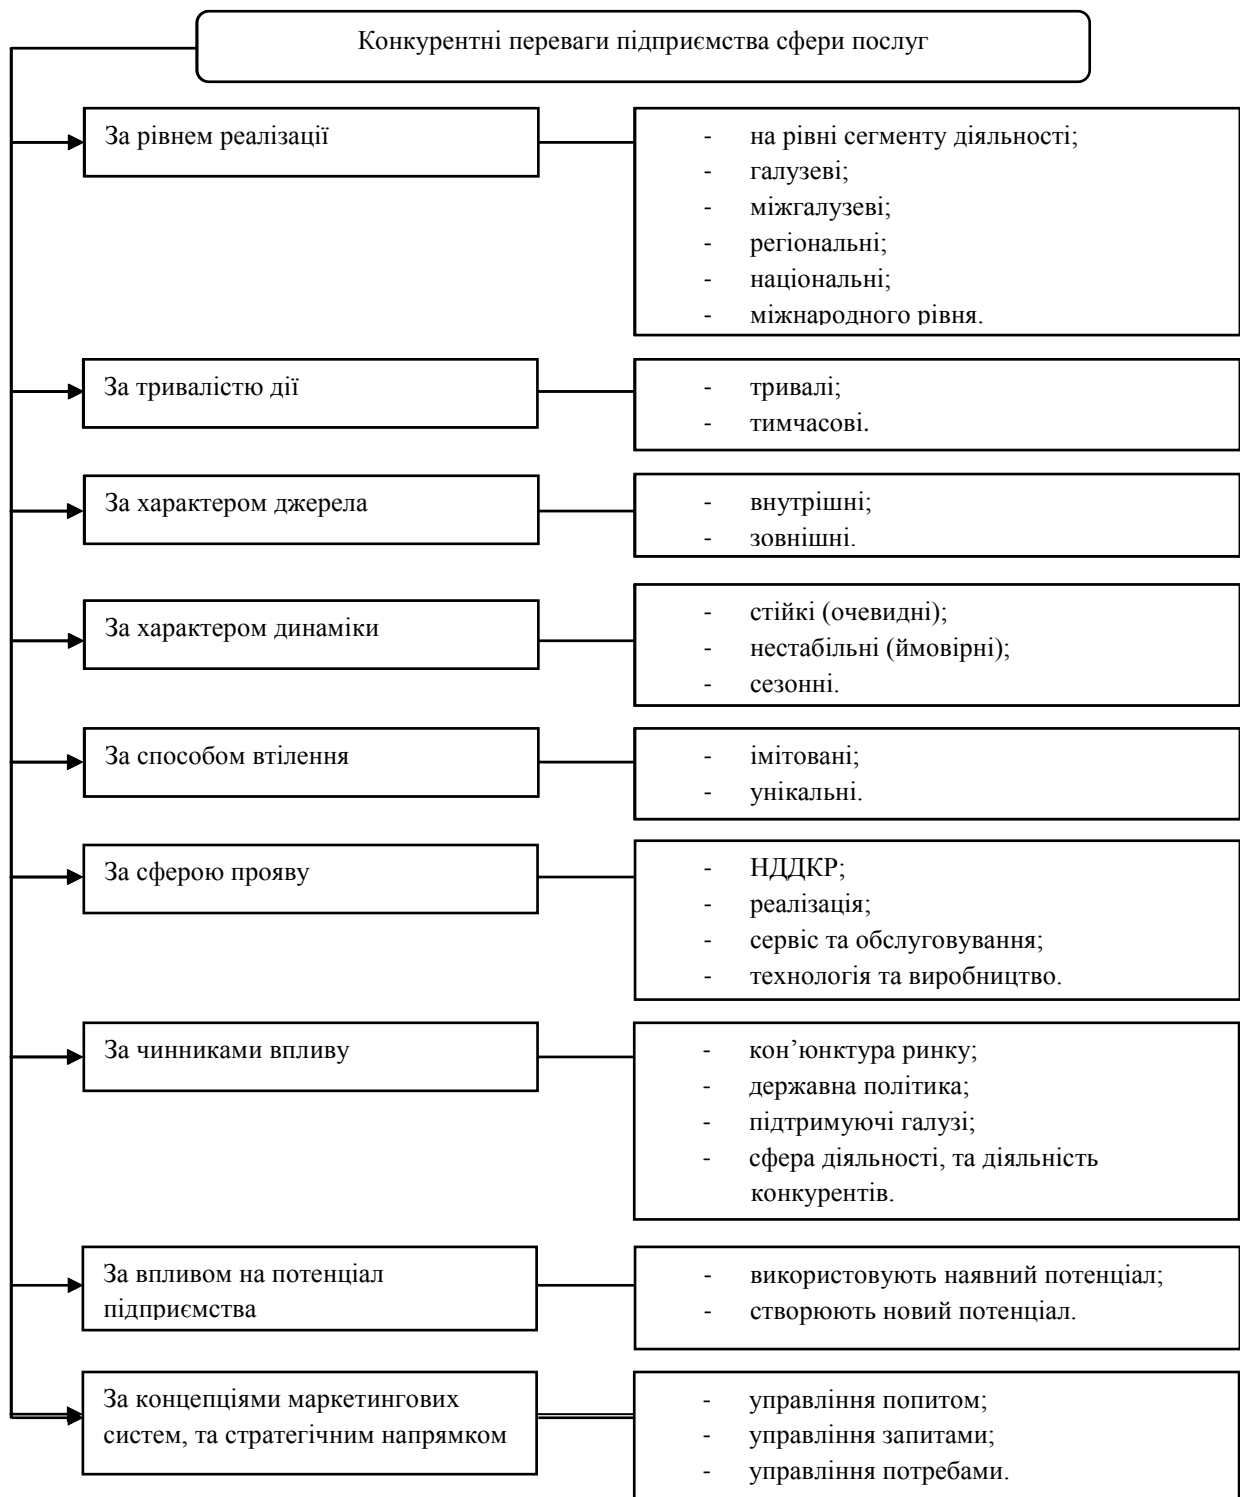 Конкурентні переваги підприємства сфери послуг
За рівнем реалізації
- на рівні сегменту діяльності;
- галузеві;
- міжгалузеві;
- регіональні;
- національні;
- міжнародного рівня.
За тривалістю дії
- тривалі;
- тимчасові.
За характером джерела
- внутрішні;
- зовнішні.
За характером динаміки
- стійкі (очевидні);
- нестабільні (ймовірні);
- сезонні.
За способом втілення
- імітовані;
- унікальні.
За сферою прояву
- НДДКР;
- реалізація;
- сервіс та обслуговування;
- технологія та виробництво.
За чинниками впливу
- кон’юнктура ринку;
- державна політика;
- підтримуючі галузі;
- сфера діяльності, та діяльність
конкурентів.
За впливом на потенціал
підприємства
- використовують наявний потенціал;
- створюють новий потенціал.
За концепціями маркетингових
систем, та стратегічним напрямком
- управління попитом;
- управління запитами;
- управління потребами.